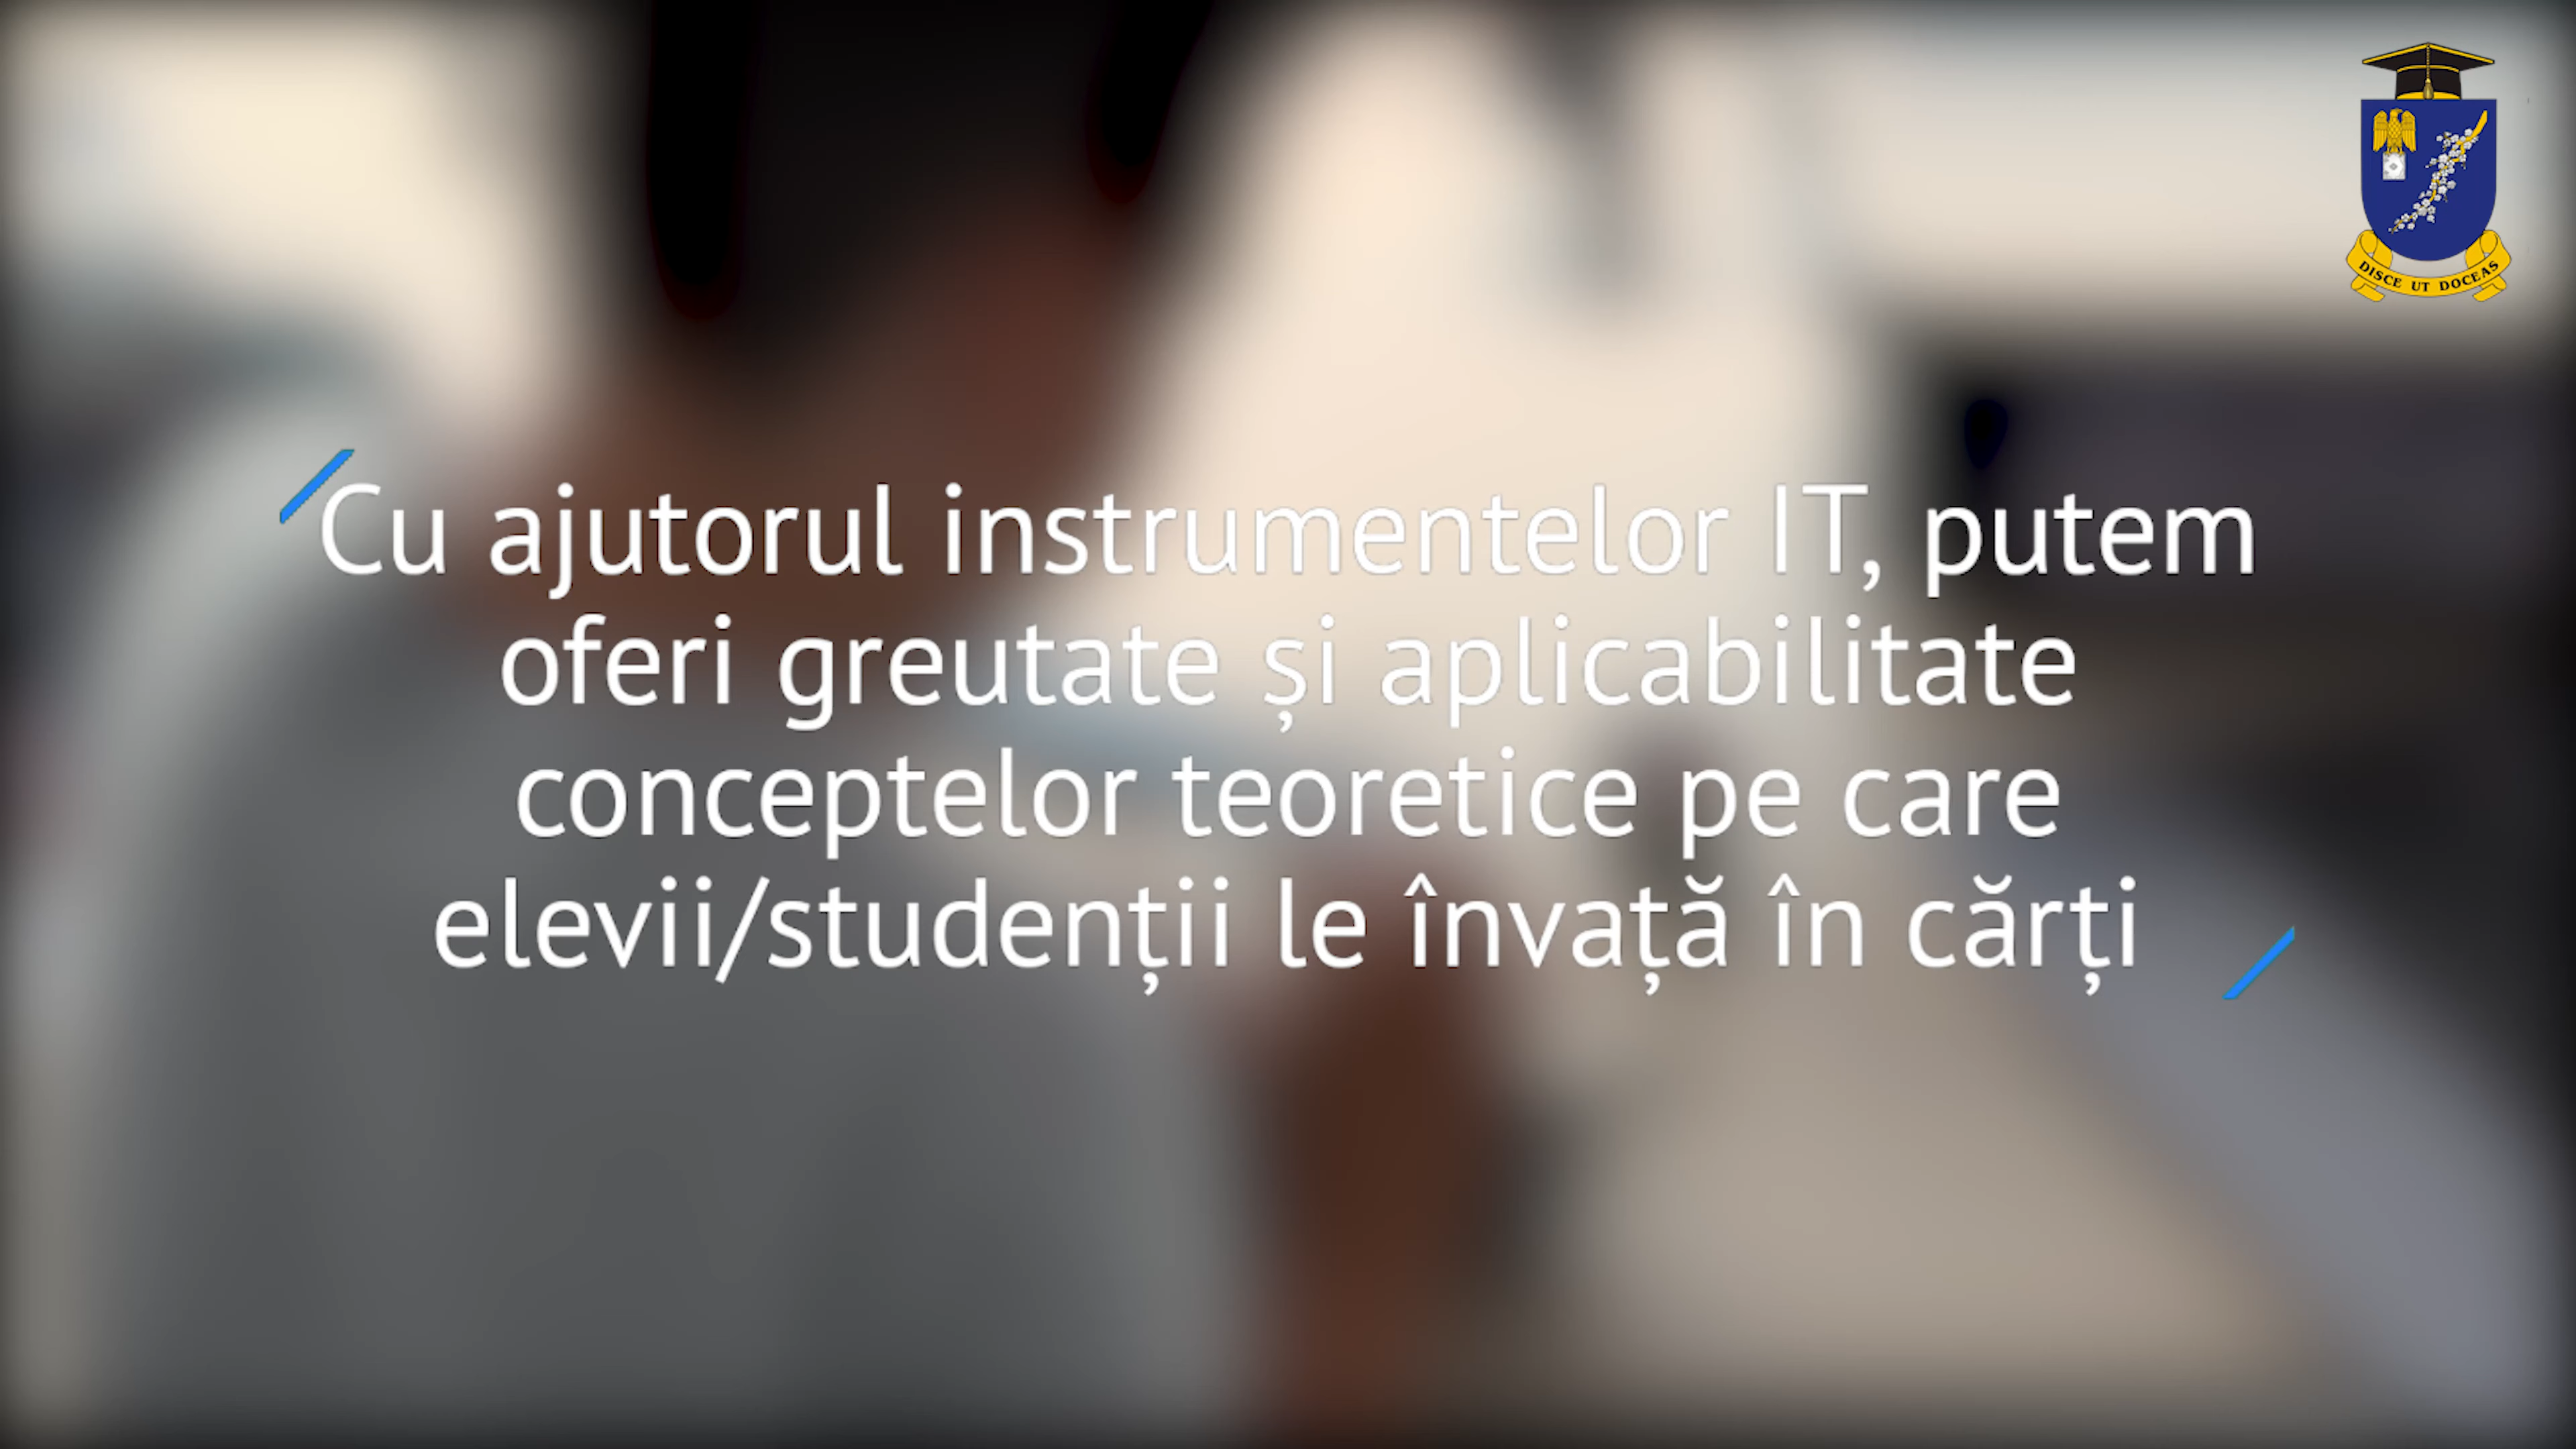 DISCE UT DOCEAS
Cu ajutorul instrumentelor IT, putem
oferi greutate și aplicabilitate
conceptelor teoretice pe care
elevii/studenții le învață în cărți